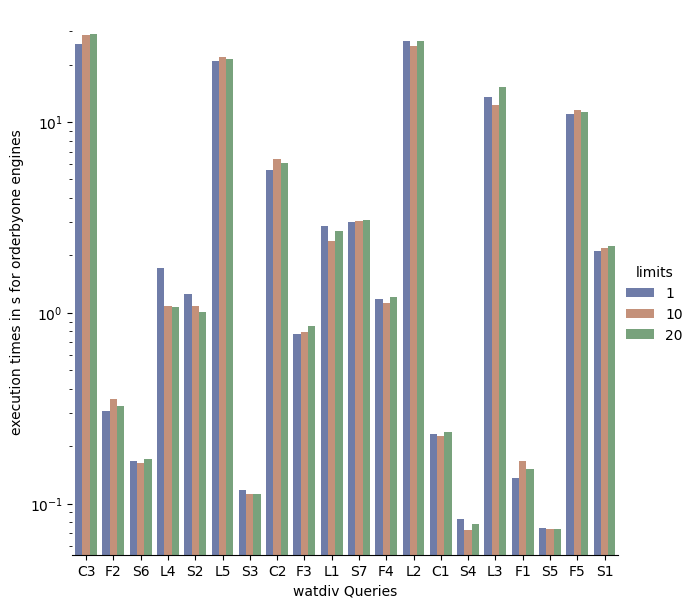 execution times in s for orderbyone engines
10¹
10⁰
10⁻¹
C3 F2 S6 L4 S2 L5 S3 C2 F3 L1 S7 F4 L2 C1 S4 L3 F1 S5 F5 S1
watdiv Queries
limits
1
10
20